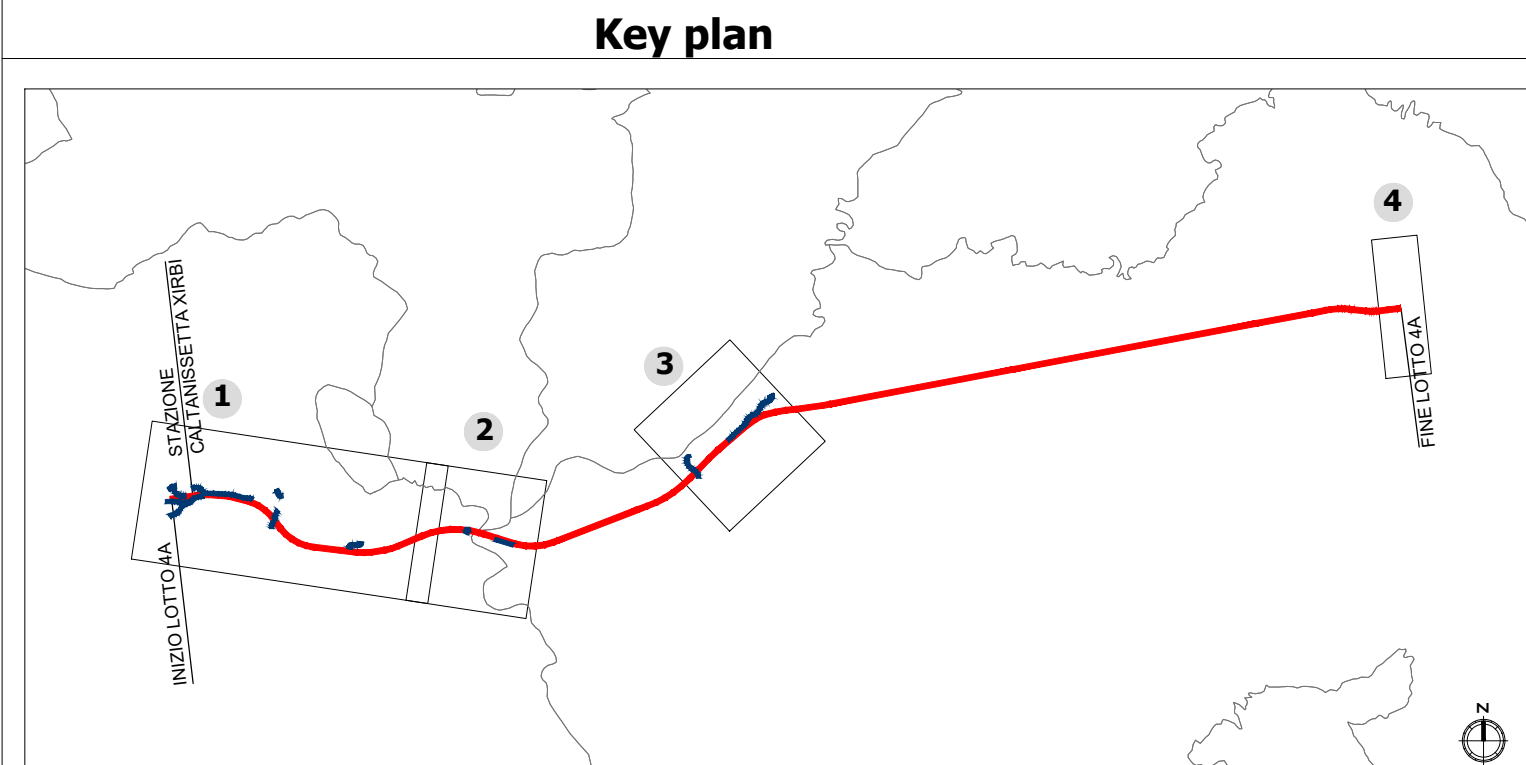 Key plan
4
3
1
2
STAZIONE
CALTANISSETTA XIRBI
INIZIO LOTTO 4A
FINE LOTTO 4A
N